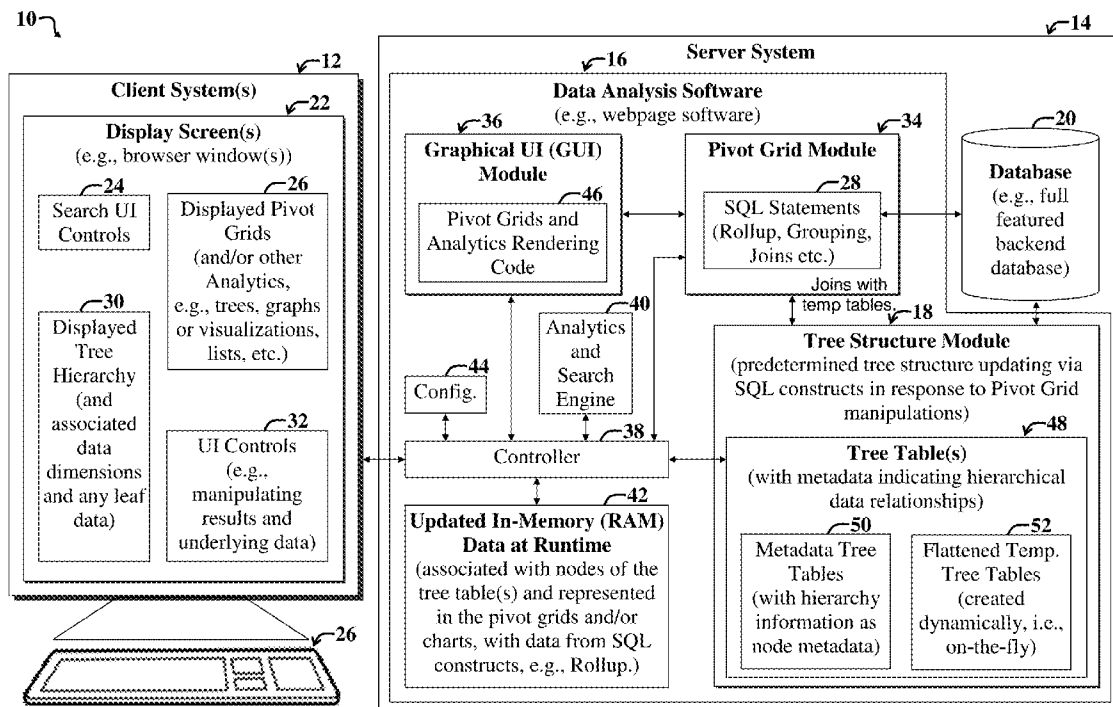 10
14
Server System
12
Client System(s)
22
Display Screen(s)
(e.g., browser window(s))
24
Search UI
Controls
26
Displayed Pivot
Grids
(and/or other
Analytics,
e.g., trees, graphs
or visualizations,
lists, etc.)
30
Displayed
Tree
Hierarchy
(and
associated
data
dimensions
and any leaf
data)
32
UI Controls
(e.g.,
manipulating
results and
underlying data)
26
16
Data Analysis Software
(e.g., webpage software)
36
Graphical UI (GUI)
Module
46
Pivot Grids and
Analytics Rendering
Code
34
Pivot Grid Module
28
SQL Statements
(Rollup, Grouping,
Joins etc.)
20
Database
(e.g., full
featured
backend
database)
Joins with
temp tables.
44
Config.
40
Analytics
and
Search
Engine
38
Controller
42
Updated In-Memory (RAM)
Data at Runtime
(associated with nodes of the
tree table(s) and represented
in the pivot grids and/or
charts, with data from SQL
constructs, e.g., Rollup.)
18
Tree Structure Module
(predetermined tree structure updating via
SQL constructs in response to Pivot Grid
manipulations)
48
Tree Table(s)
(with metadata indicating hierarchical
data relationships)
50
Metadata Tree
Tables
(with hierarchy
information as
node metadata)
52
Flattened Temp.
Tree Tables
(created
dynamically, i.e.,
on-the-fly)